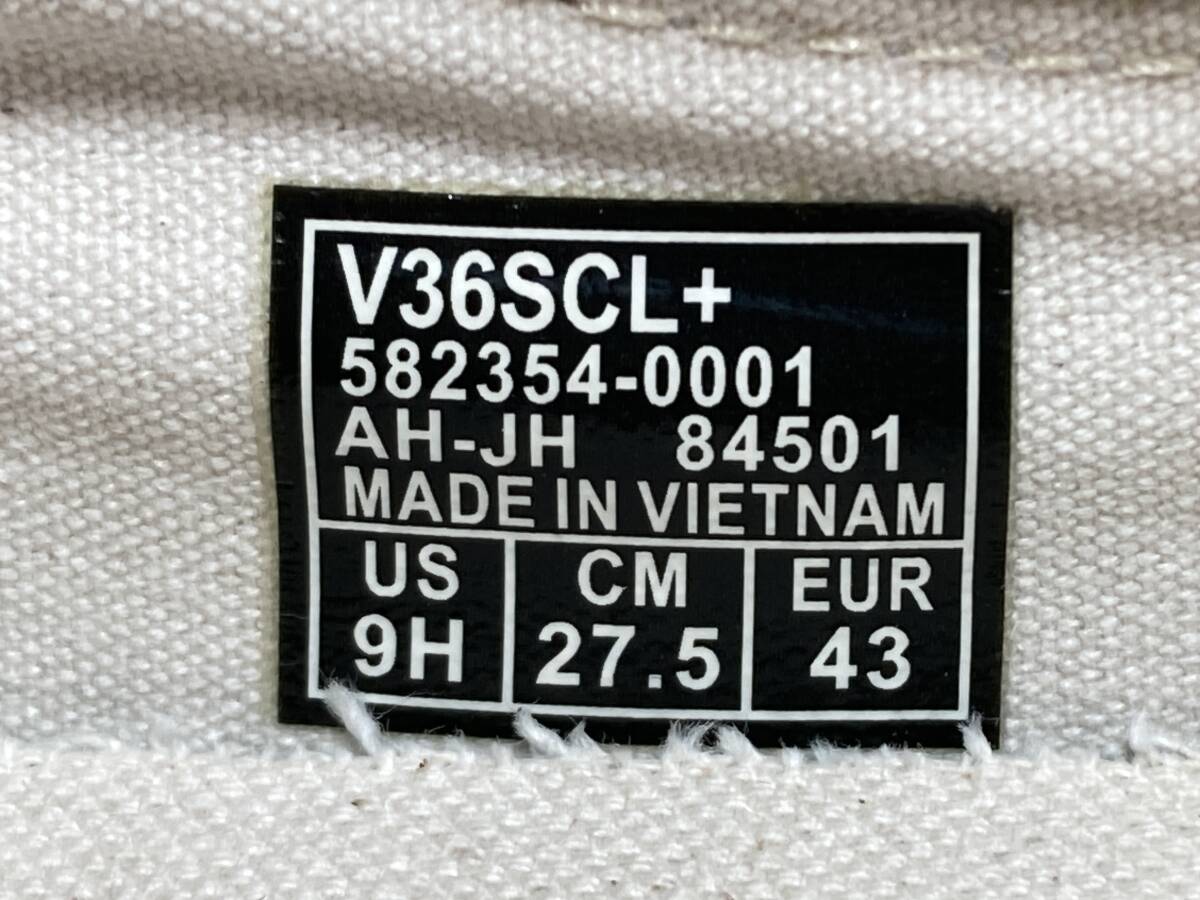 V36SCL+
582354-0001
AH-JH 84501
MADE IN VIETNAM
US CM EUR
9H 27.5 43